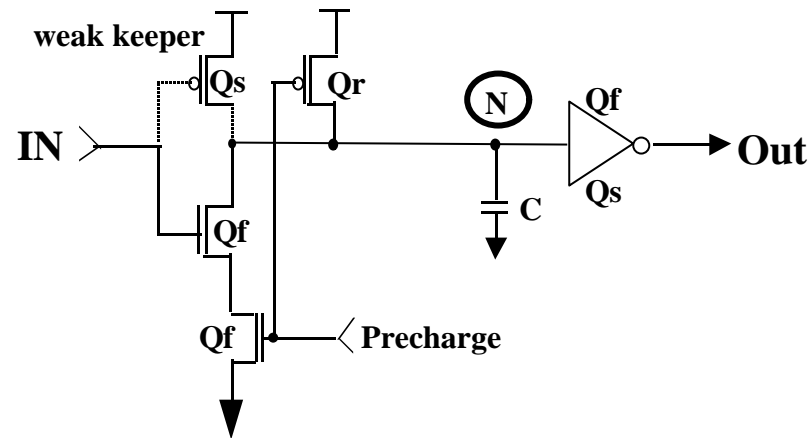 weak keeper
Qs
Qr
N
Qf
IN
Out
Qs
C
Qf
Qf
Precharge